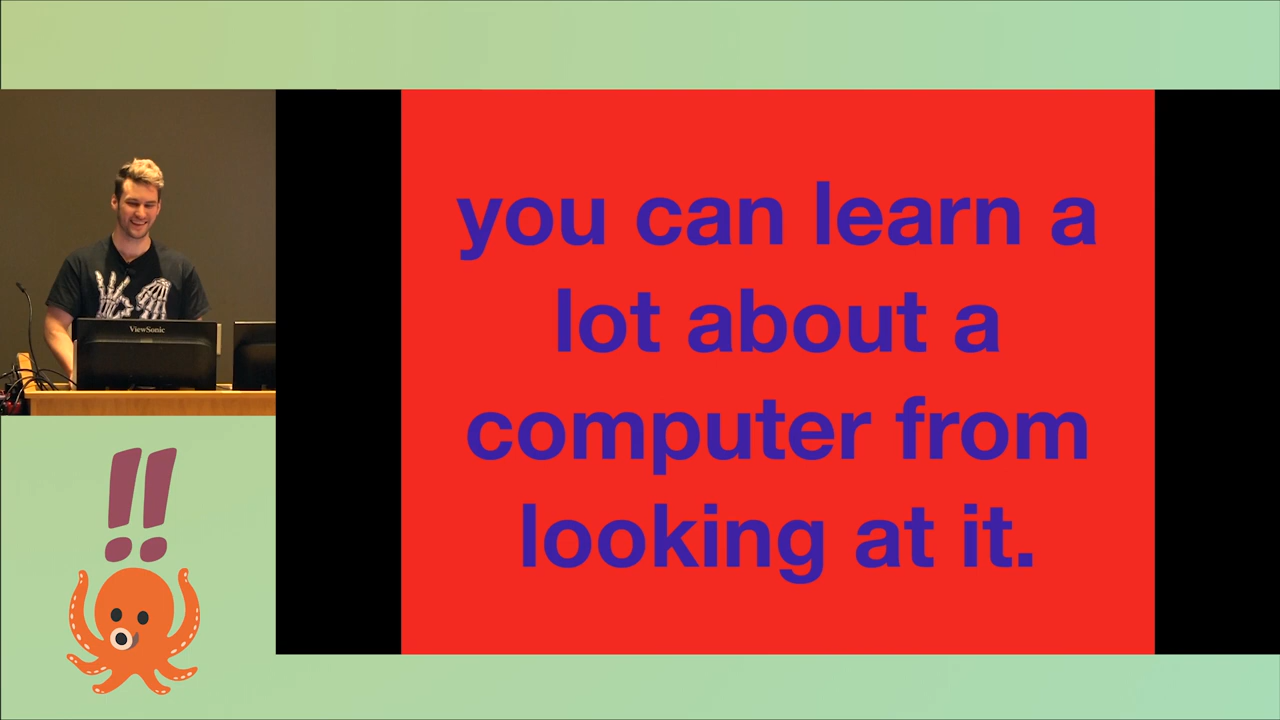 ViewSonic
you can learn a
lot about a
computer from
looking at it.
!!